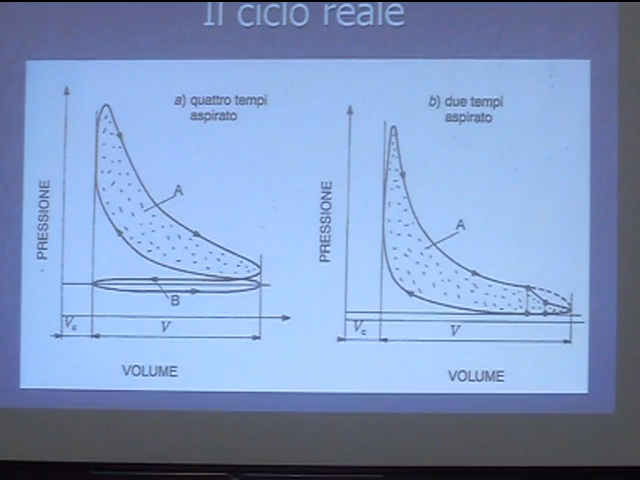 Il ciclo reale
a) quattro tempi
aspirato
b) due tempi
aspirato
PRESSIONE
A
B
Vc
V
VOLUME
PRESSIONE
A
Vc
V
VOLUME